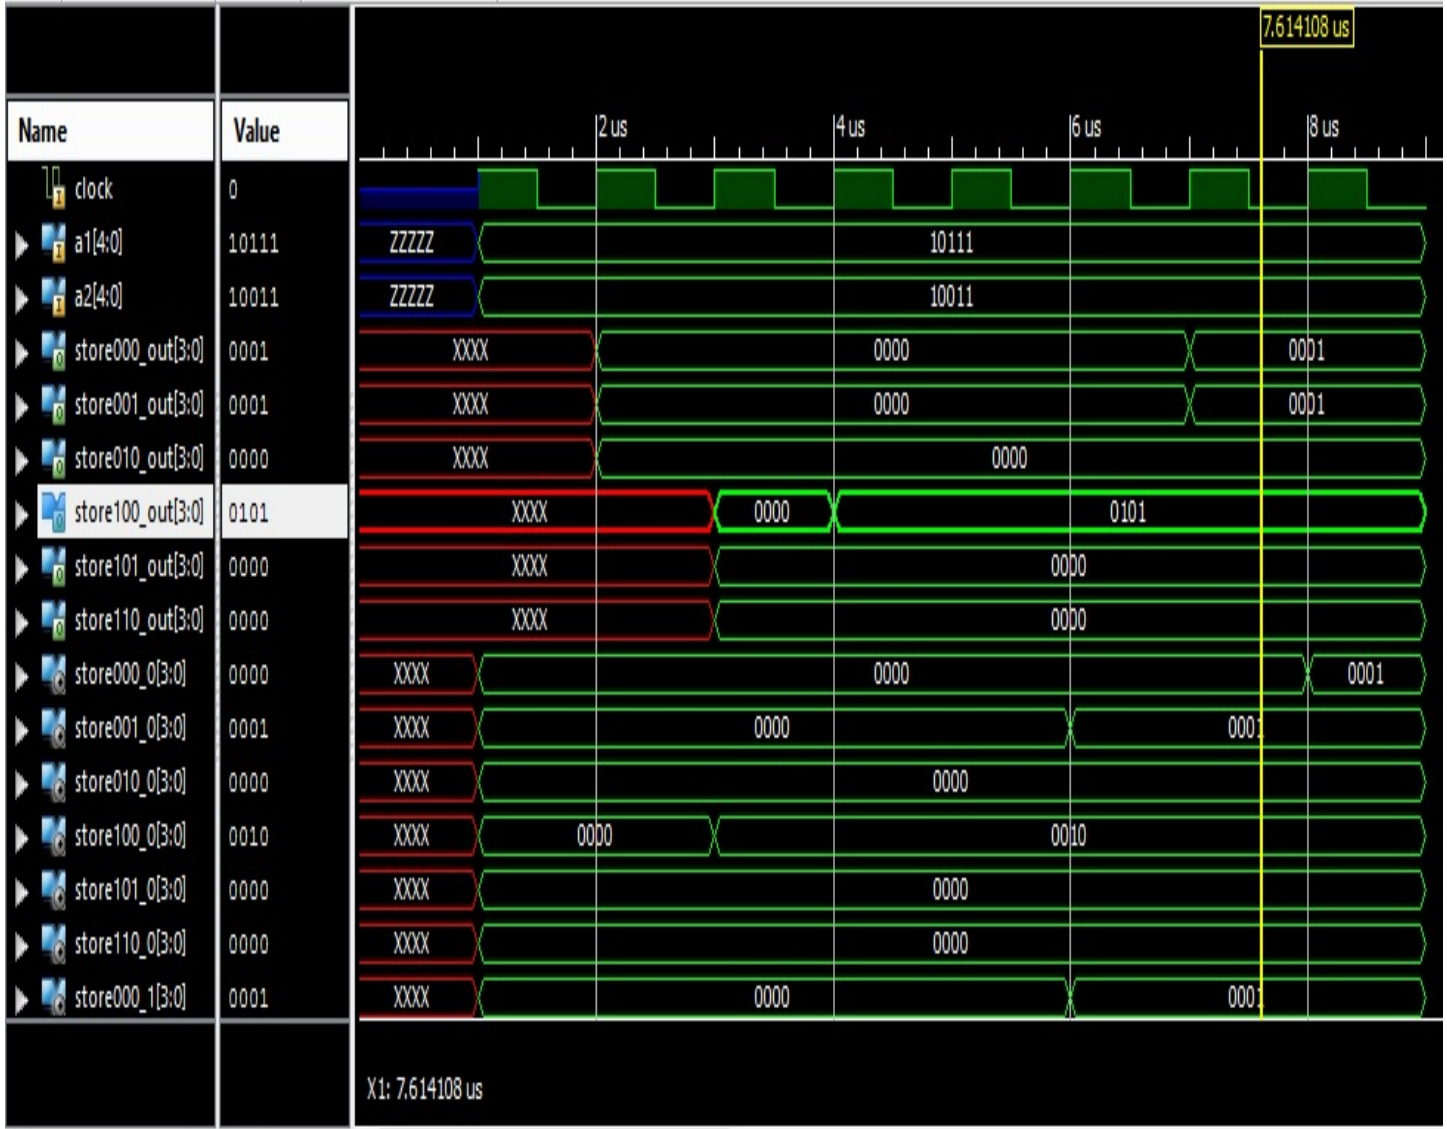 7.614108 us
Name Value 2 us 4 us 6 us 8 us
clock 0
a1[4:0] 10111 ZZZZZ 10111
a2[4:0] 10011 ZZZZZ 10011
store000_out[3:0] 0001 XXXX 0000 0001
store001_out[3:0] 0001 XXXX 0000 0001
store010_out[3:0] 0000 XXXX 0000
store100_out[3:0] 0101 XXXX 0000 0101
store101_out[3:0] 0000 XXXX 0000
store110_out[3:0] 0000 XXXX 0000
store000_0[3:0] 0000 XXXX 0000 0001
store001_0[3:0] 0001 XXXX 0000 0001
store010_0[3:0] 0000 XXXX 0000
store100_0[3:0] 0010 XXXX 0000 0010
store101_0[3:0] 0000 XXXX 0000
store110_0[3:0] 0000 XXXX 0000
store000_1[3:0] 0001 XXXX 0000 0001
X1: 7.614108 us